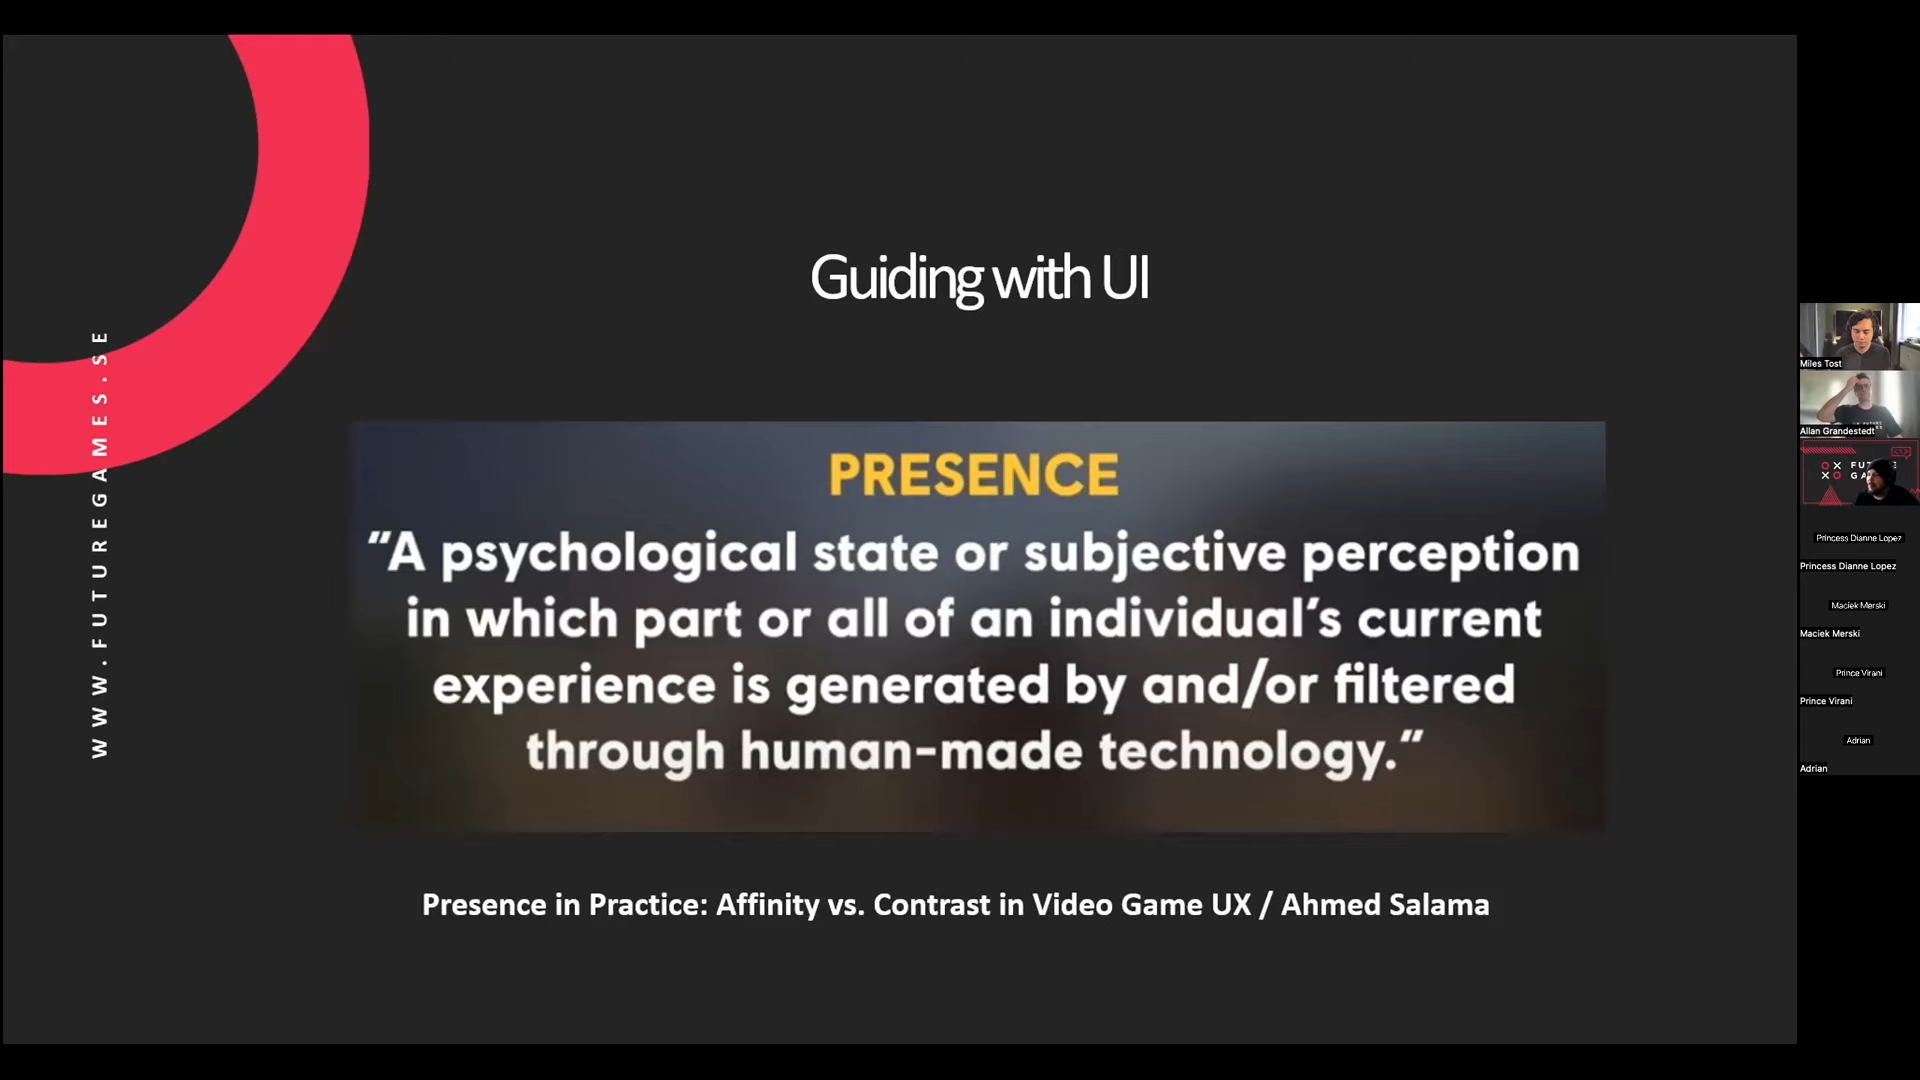 WWW.FUTUREGAMES.SE
Guiding with UI
PRESENCE
“A psychological state or subjective perception
in which part or all of an individual’s current
experience is generated by and/or filtered
through human-made technology.”
Presence in Practice: Affinity vs. Contrast in Video Game UX / Ahmed Salama
Miles Tost
Allan Grandestedt
Princess Dianne Lopez
Princess Dianne Lopez
Maciek Merski
Maciek Merski
Prince Virani
Prince Virani
Adrian
Adrian